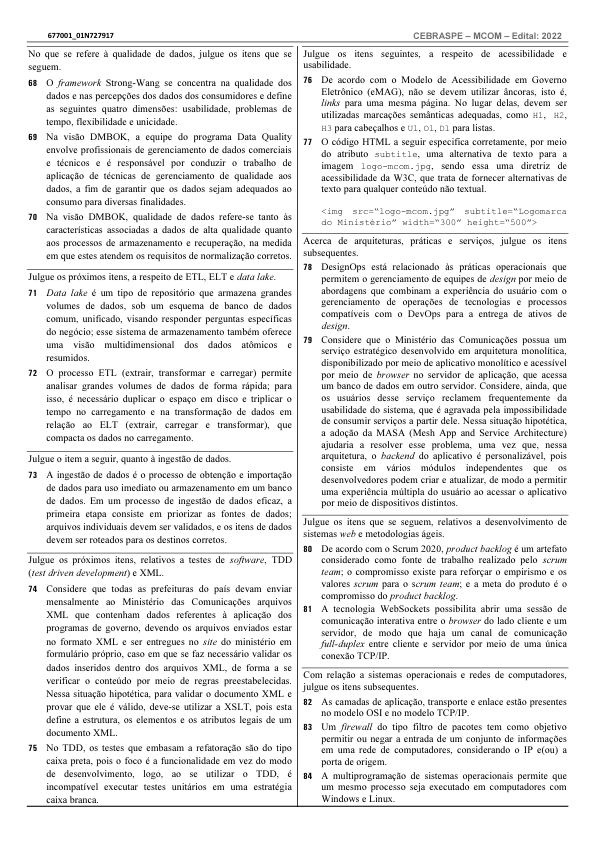 677001_01N727917
CEBRASPE – MCOM – Edital: 2022
No que se refere à qualidade de dados, julgue os itens que se
seguem.
68 O framework Strong-Wang se concentra na qualidade dos
dados e nas percepções dos dados dos consumidores e define
as seguintes quatro dimensões: usabilidade, problemas de
tempo, flexibilidade e unicidade.
69 Na visão DMBOK, a equipe do programa Data Quality
envolve profissionais de gerenciamento de dados comerciais
e técnicos e é responsável por conduzir o trabalho de
aplicação de técnicas de gerenciamento de qualidade aos
dados, a fim de garantir que os dados sejam adequados ao
consumo para diversas finalidades.
70 Na visão DMBOK, qualidade de dados refere-se tanto às
características associadas a dados de alta qualidade quanto
aos processos de armazenamento e recuperação, na medida
em que estes atendem os requisitos de normalização corretos.
Julgue os próximos itens, a respeito de ETL, ELT e data lake.
71 Data lake é um tipo de repositório que armazena grandes
volumes de dados, sob um esquema de banco de dados
comum, unificado, visando responder perguntas específicas
do negócio; esse sistema de armazenamento também oferece
uma visão multidimensional dos dados atômicos e
resumidos.
72 O processo ETL (extrair, transformar e carregar) permite
analisar grandes volumes de dados de forma rápida; para
isso, é necessário duplicar o espaço em disco e triplicar o
tempo no carregamento e na transformação de dados em
relação ao ELT (extrair, carregar e transformar), que
compacta os dados no carregamento.
Julgue o item a seguir, quanto à ingestão de dados.
73 A ingestão de dados é o processo de obtenção e importação
de dados para uso imediato ou armazenamento em um banco
de dados. Em um processo de ingestão de dados eficaz, a
primeira etapa consiste em priorizar as fontes de dados;
arquivos individuais devem ser validados, e os itens de dados
devem ser roteados para os destinos corretos.
Julgue os próximos itens, relativos a testes de software, TDD
(test driven development) e XML.
74 Considere que todas as prefeituras do país devam enviar
mensalmente ao Ministério das Comunicações arquivos
XML que contenham dados referentes à aplicação dos
programas de governo, devendo os arquivos enviados estar
no formato XML e ser entregues no site do ministério em
formulário próprio, caso em que se faz necessário validar os
dados inseridos dentro dos arquivos XML, de forma a se
verificar o conteúdo por meio de regras preestabelecidas.
Nessa situação hipotética, para validar o documento XML e
provar que ele é válido, deve-se utilizar a XSLT, pois esta
define a estrutura, os elementos e os atributos legais de um
documento XML.
75 No TDD, os testes que embasam a refatoração são do tipo
caixa preta, pois o foco é a funcionalidade em vez do modo
de desenvolvimento, logo, ao se utilizar o TDD, é
incompatível executar testes unitários em uma estratégia
caixa branca.
Julgue os itens seguintes, a respeito de acessibilidade e
usabilidade.
76 De acordo com o Modelo de Acessibilidade em Governo
Eletrônico (eMAG), não se devem utilizar âncoras, isto é,
links para uma mesma página. No lugar delas, devem ser
utilizadas marcações semânticas adequadas, como H1, H2,
H3 para cabeçalhos e Ul, Ol, Dl para listas.
77 O código HTML a seguir especifica corretamente, por meio
do atributo subtitle, uma alternativa de texto para a
imagem logo-mcom.jpg, sendo essa uma diretriz de
acessibilidade da W3C, que trata de fornecer alternativas de
texto para qualquer conteúdo não textual.
<img src="logo-mcom.jpg" subtitle="Logomarca
do Ministério" width="300" height="500">
Acerca de arquiteturas, práticas e serviços, julgue os itens
subsequentes.
78 DesignOps está relacionado às práticas operacionais que
permitem o gerenciamento de equipes de design por meio de
abordagens que combinam a experiência do usuário com o
gerenciamento de operações de tecnologias e processos
compatíveis com o DevOps para a entrega de ativos de
design.
79 Considere que o Ministério das Comunicações possua um
serviço estratégico desenvolvido em arquitetura monolítica,
disponibilizado por meio de aplicativo monolítico e acessível
por meio de browser no servidor de aplicação, que acessa
um banco de dados em outro servidor. Considere, ainda, que
os usuários desse serviço reclamem frequentemente da
usabilidade do sistema, que é agravada pela impossibilidade
de consumir serviços a partir dele. Nessa situação hipotética,
a adoção da MASA (Mesh App and Service Architecture)
ajudaria a resolver esse problema, uma vez que, nessa
arquitetura, o backend do aplicativo é personalizável, pois
consiste em vários módulos independentes que os
desenvolvedores podem criar e atualizar, de modo a permitir
uma experiência múltipla do usuário ao acessar o aplicativo
por meio de dispositivos distintos.
Julgue os itens que se seguem, relativos a desenvolvimento de
sistemas web e metodologias ágeis.
80 De acordo com o Scrum 2020, product backlog é um artefato
considerado como fonte de trabalho realizado pelo scrum
team; o compromisso existe para reforçar o empirismo e os
valores scrum para o scrum team; e a meta do produto é o
compromisso do product backlog.
81 A tecnologia WebSockets possibilita abrir uma sessão de
comunicação interativa entre o browser do lado cliente e um
servidor, de modo que haja um canal de comunicação
full-duplex entre cliente e servidor por meio de uma única
conexão TCP/IP.
Com relação a sistemas operacionais e redes de computadores,
julgue os itens subsequentes.
82 As camadas de aplicação, transporte e enlace estão presentes
no modelo OSI e no modelo TCP/IP.
83 Um firewall do tipo filtro de pacotes tem como objetivo
permitir ou negar a entrada de um conjunto de informações
em uma rede de computadores, considerando o IP e(ou) a
porta de origem.
84 A multiprogramação de sistemas operacionais permite que
um mesmo processo seja executado em computadores com
Windows e Linux.